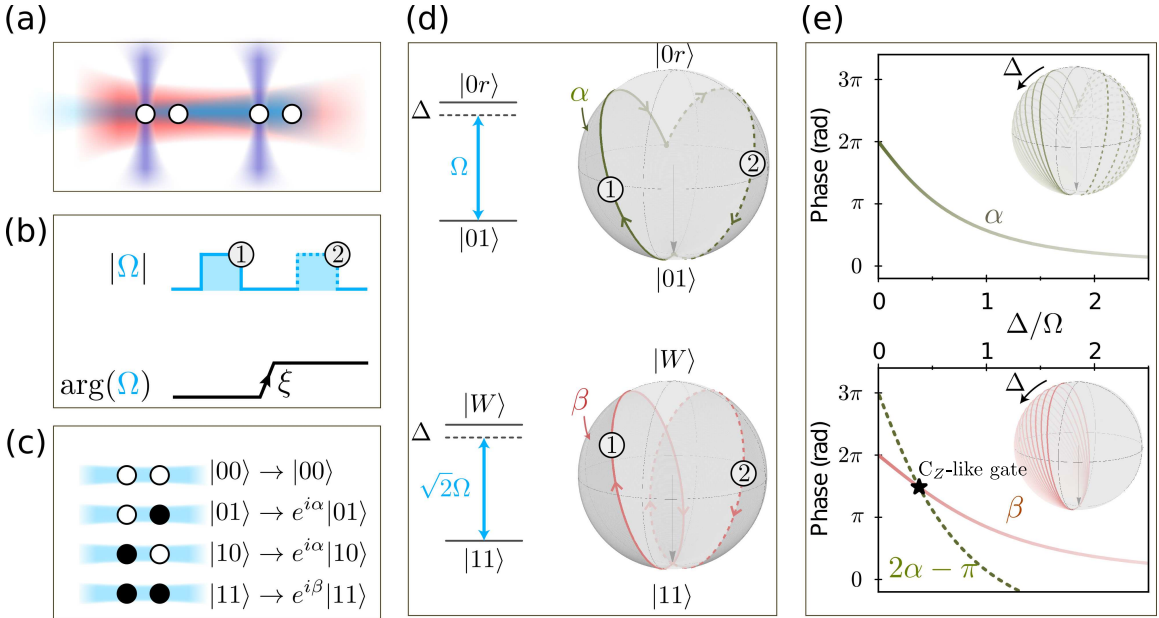 (a)
(b)
|Ω|
①
②
arg(Ω)
ξ
(c)
|00⟩ → |00⟩
|01⟩ → e^{iα}|01⟩
|10⟩ → e^{iα}|10⟩
|11⟩ → e^{iβ}|11⟩
(d)
|0r⟩
Δ
Ω
|01⟩
|0r⟩
α
①
②
|01⟩
|W⟩
Δ
√2Ω
|11⟩
|W⟩
β
①
②
|11⟩
(e)
Phase (rad)
3π
2π
π
0
Δ
α
0 1 2
Δ/Ω
0 1 2
Phase (rad)
3π
2π
π
0
Δ
C_Z-like gate
β
2α − π